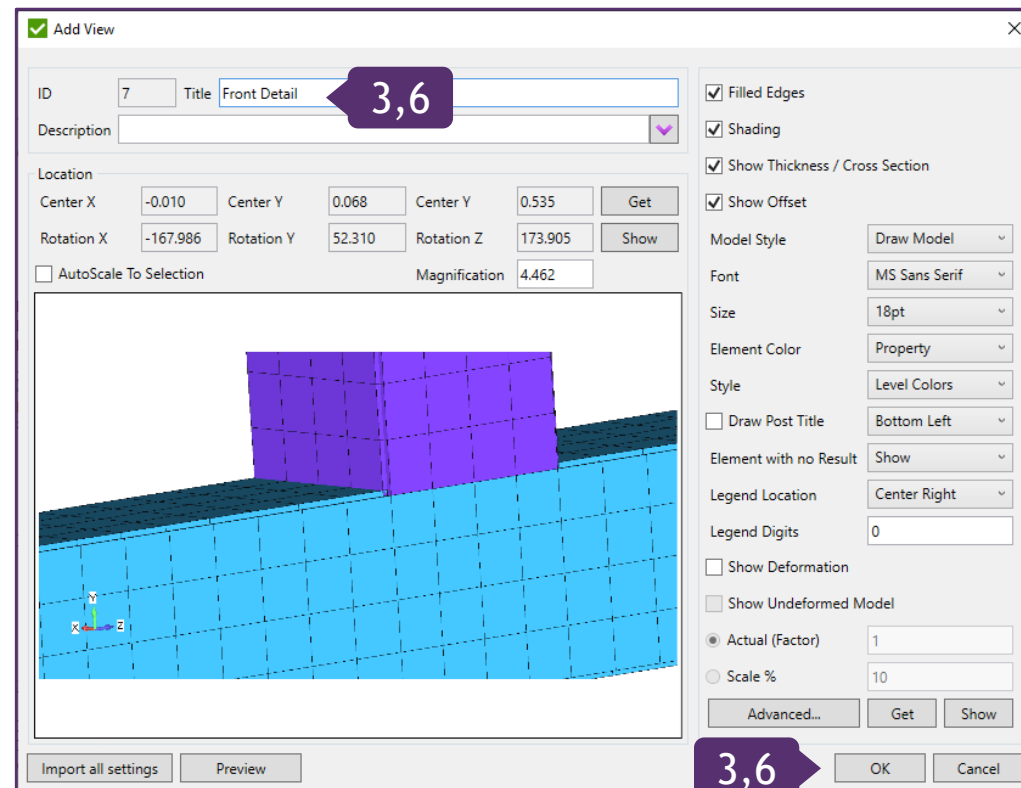 Add View
ID 7 Title Front Detail 3,6
Description
Location
Center X -0.010 Center Y 0.068 Center Y 0.535 Get
Rotation X -167.986 Rotation Y 52.310 Rotation Z 173.905 Show
AutoScale To Selection Magnification 4.462
Y
X Z
Import all settings Preview
Filled Edges
Shading
Show Thickness / Cross Section
Show Offset
Model Style Draw Model
Font MS Sans Serif
Size 18pt
Element Color Property
Style Level Colors
Draw Post Title Bottom Left
Element with no Result Show
Legend Location Center Right
Legend Digits 0
Show Deformation
Show Undeformed Model
Actual (Factor) 1
Scale % 10
Advanced... Get Show
3,6 OK Cancel